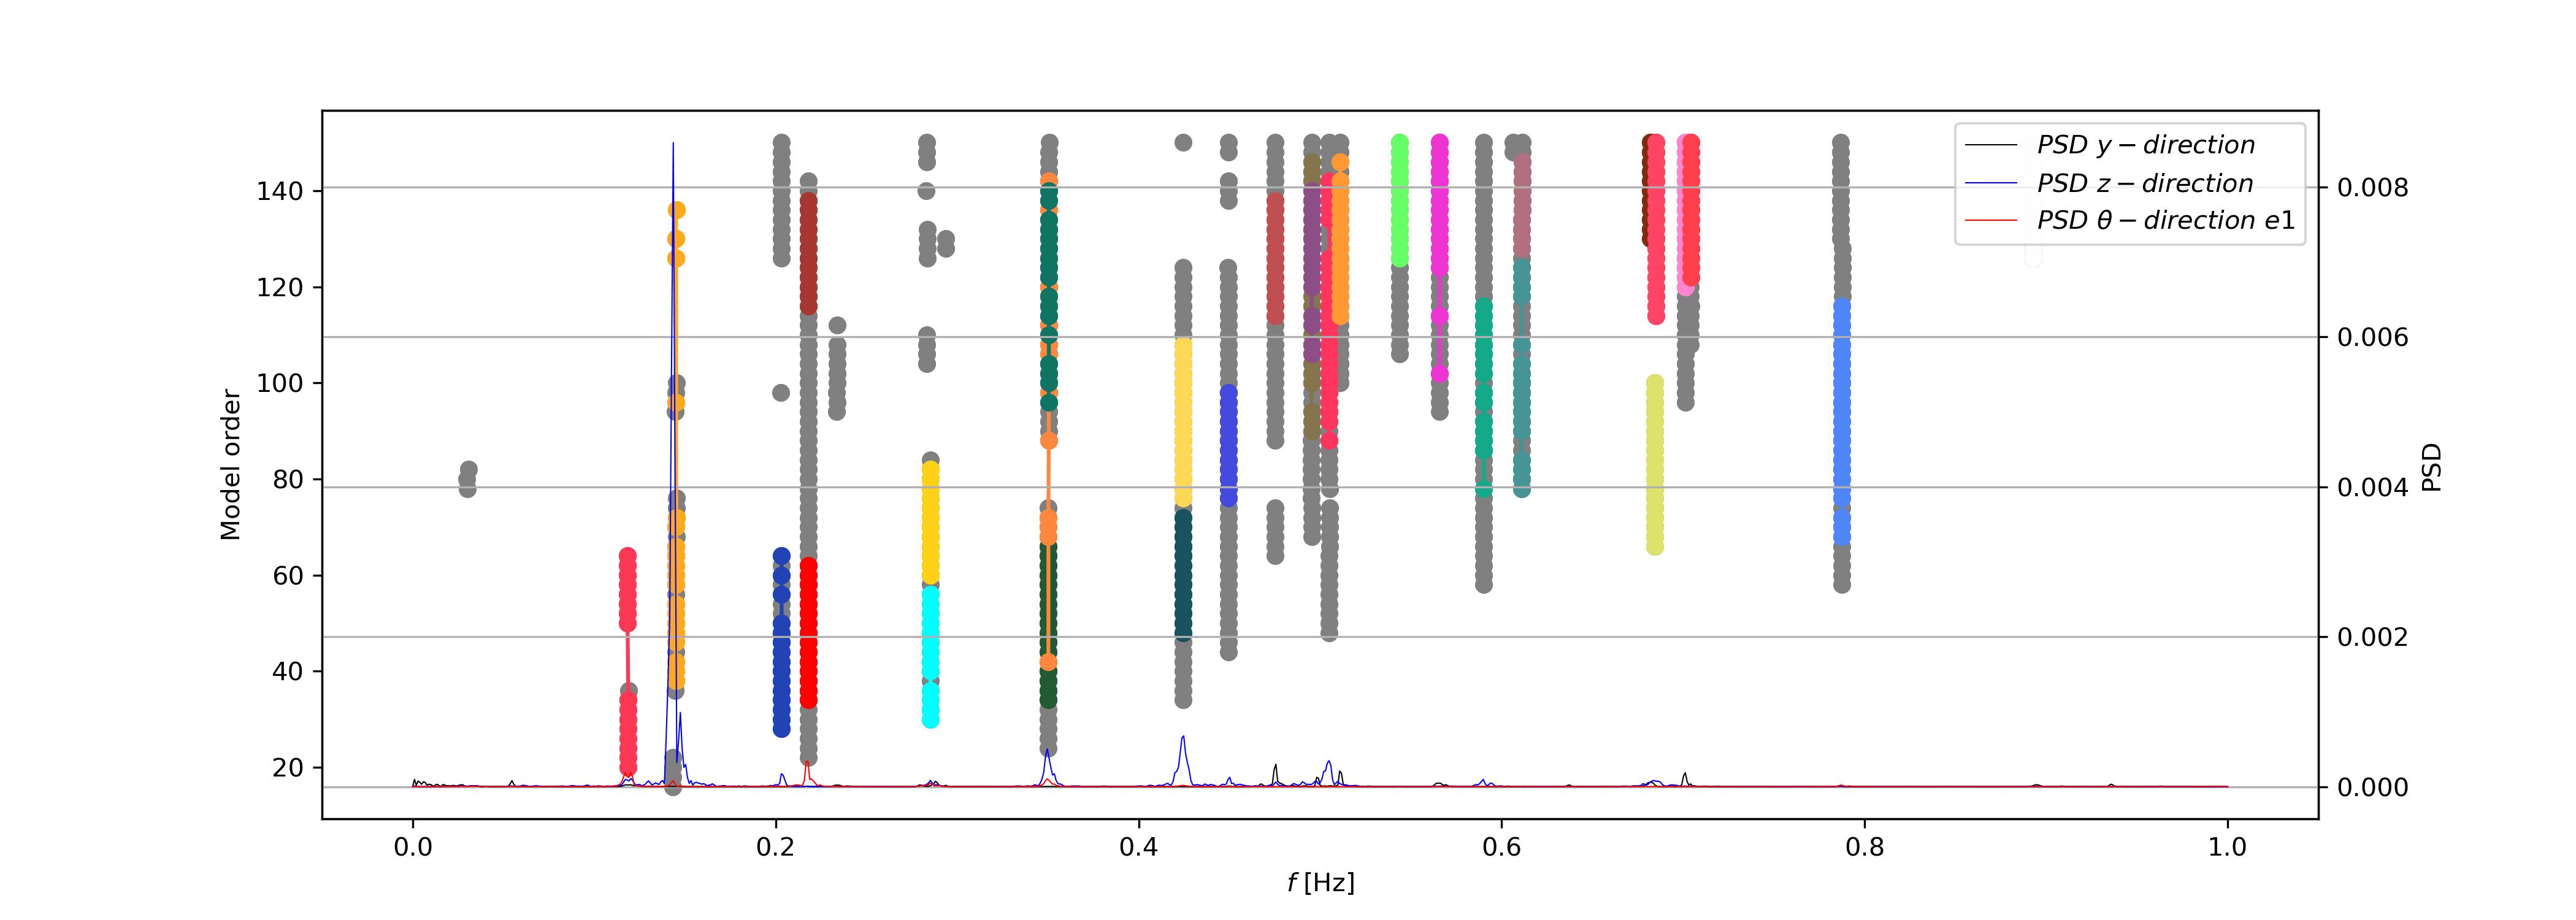 PSD y − direction
PSD z − direction
PSD θ − direction e1
140
120
100
80
60
40
20
Model order
0.008
0.006
0.004
0.002
0.000
PSD
0.0 0.2 0.4 0.6 0.8 1.0
f [Hz]